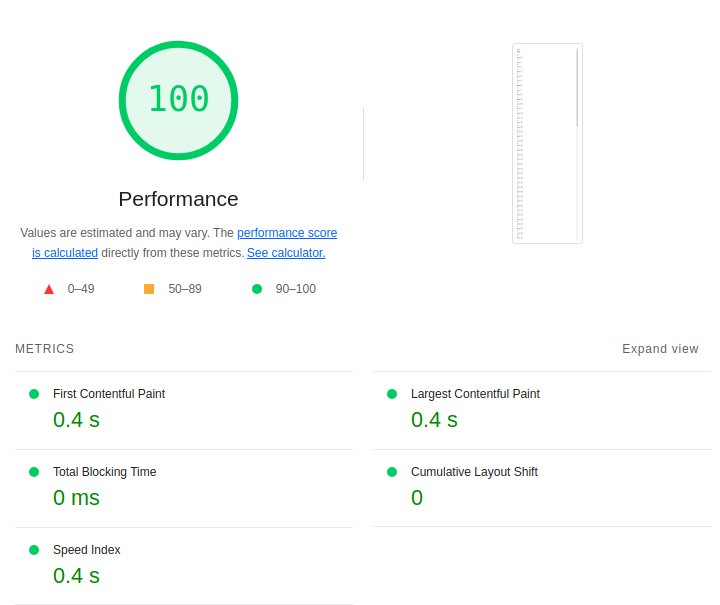 100
Performance
Values are estimated and may vary. The performance score
is calculated directly from these metrics. See calculator.
0–49
50–89
90–100
METRICS
Expand view
First Contentful Paint
0.4 s
Largest Contentful Paint
0.4 s
Total Blocking Time
0 ms
Cumulative Layout Shift
0
Speed Index
0.4 s